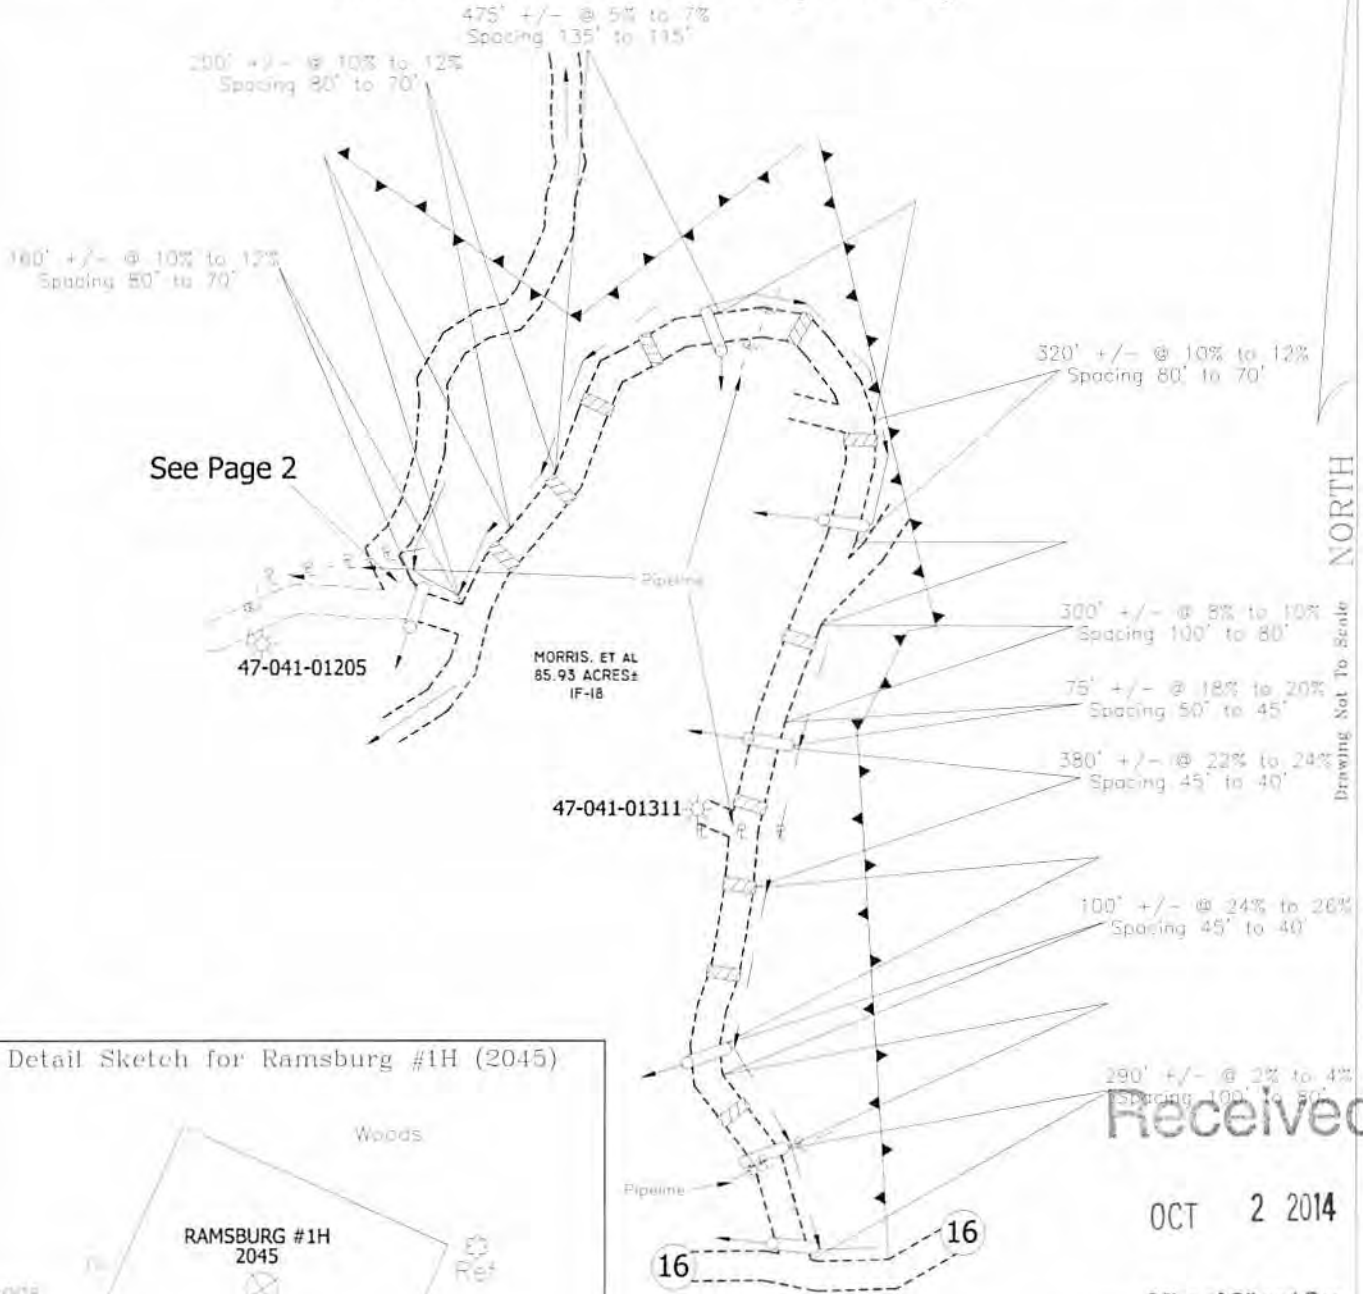 475' +/- @ 5% to 7%
Spacing 135' to 115'
200' +/- @ 10% to 12%
Spacing 80' to 70'
160' +/- @ 10% to 12%
Spacing 80' to 70'
320' +/- @ 10% to 12%
Spacing 80' to 70'
See Page 2
NORTH
Drawing Not To Scale
Pipeline
47-041-01205
MORRIS, ET AL
85.93 ACRES±
IF-18
300' +/- @ 8% to 10%
Spacing 100' to 80'
75' +/- @ 18% to 20%
Spacing 50' to 45'
380' +/- @ 22% to 24%
Spacing 45' to 40'
47-041-01311
100' +/- @ 24% to 26%
Spacing 45' to 40'
290' +/- @ 2% to 4%
Spacing 100' to 80'
Received
OCT 2 2014
Pipeline
16
16
Detail Sketch for Ramsburg #1H (2045)
Woods
RAMSBURG #1H
2045
Ref